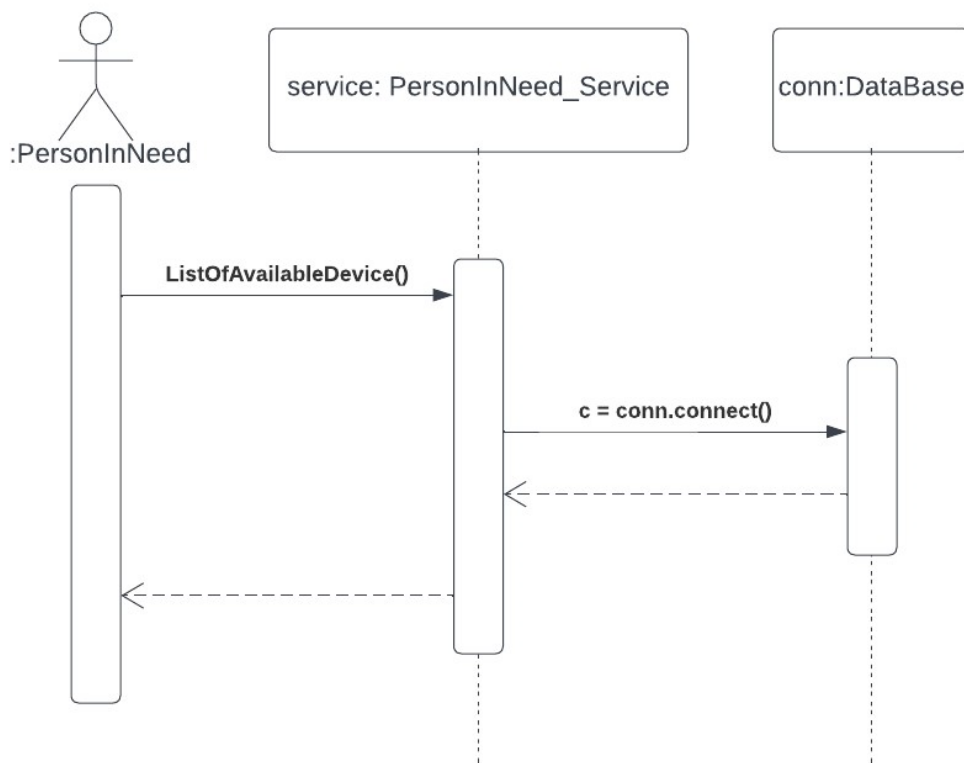 service: PersonInNeed_Service
conn:DataBase
:PersonInNeed
ListOfAvailableDevice()
c = conn.connect()